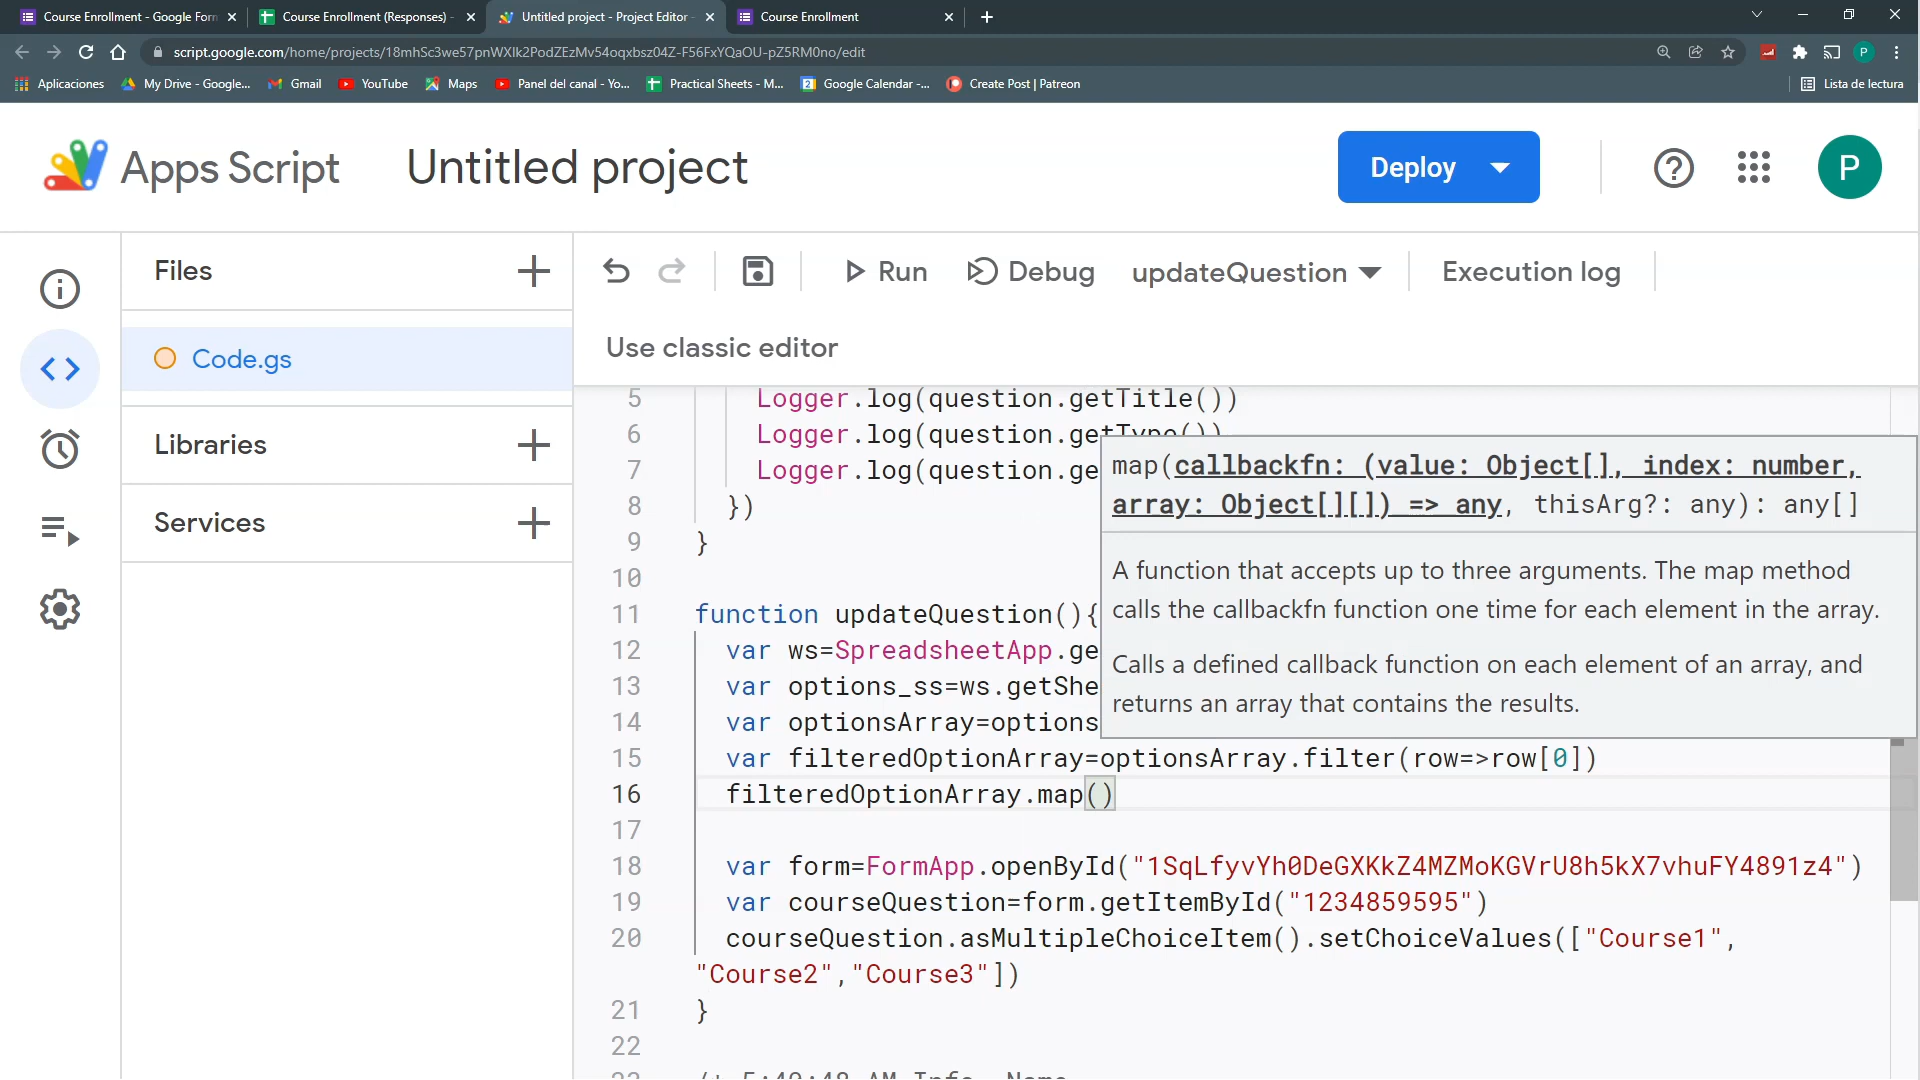 Course Enrollment - Google Forn
Course Enrollment (Responses) -
Untitled project - Project Editor -
Course Enrollment
script.google.com/home/projects/18mhSc3we57pnWXIk2PodZEzMv54oqxbsz04Z-F56FxYQaOU-pZ5RM0no/edit
P
Aplicaciones
My Drive - Google...
Gmail
YouTube
Maps
Panel del canal - Yo...
Practical Sheets - M...
Google Calendar -...
Create Post | Patreon
Lista de lectura
Apps Script
Untitled project
Deploy
P
Files
Run
Debug
updateQuestion
Execution log
Use classic editor
Code.gs
Libraries
Services
5 Logger.log(question.getTitle())
6 Logger.log(question.getType())
7 Logger.log(question.ge
8 })
9 }
10
11 function updateQuestion(){
12 var ws=SpreadsheetApp.ge
13 var options_ss=ws.getShe
14 var optionsArray=options
15 var filteredOptionArray=optionsArray.filter(row=>row[0])
16 filteredOptionArray.map()
17
18 var form=FormApp.openById("1SqLfyvYh0DeGXKkZ4MZMoKGVrU8h5kX7vhuFY4891z4")
19 var courseQuestion=form.getItemById("1234859595")
20 courseQuestion.asMultipleChoiceItem().setChoiceValues(["Course1",
"Course2","Course3"])
21 }
22
map(callbackfn: (value: Object[], index: number,
array: Object[][]) => any, thisArg?: any): any[]
A function that accepts up to three arguments. The map method
calls the callbackfn function one time for each element in the array.
Calls a defined callback function on each element of an array, and
returns an array that contains the results.